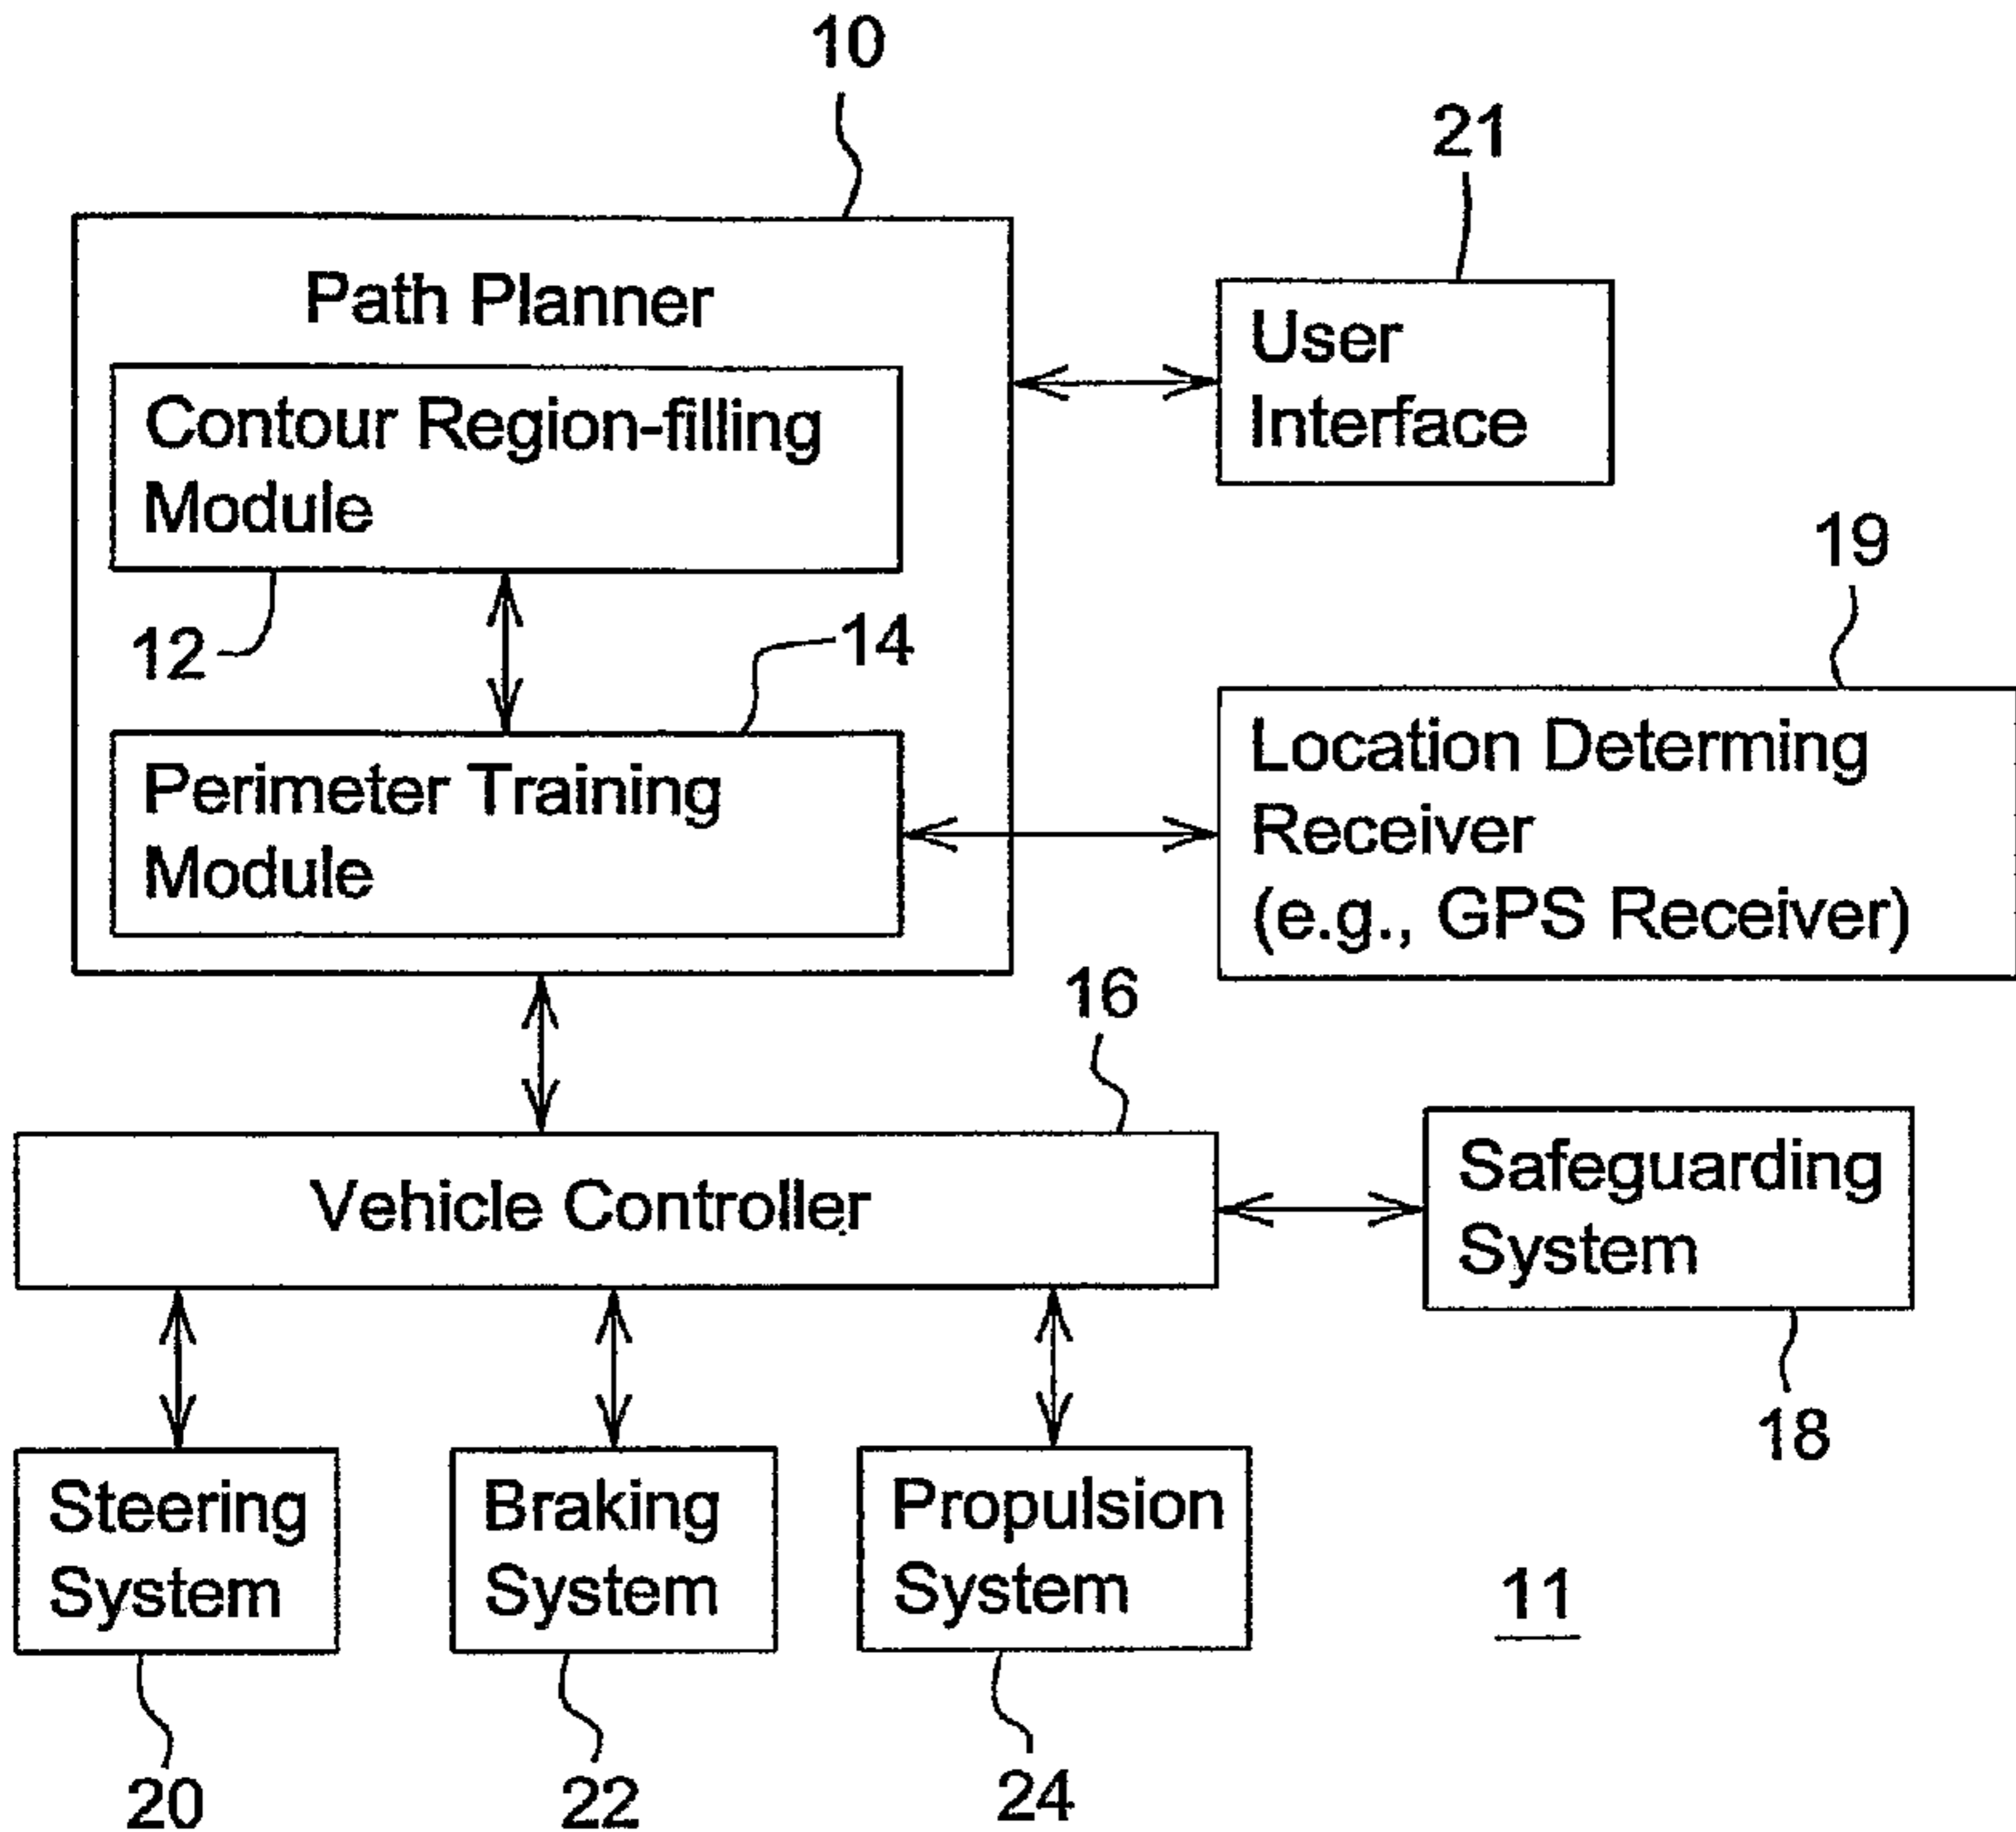 10
21
Path Planner
User
Interface
Contour Region-filling
Module
19
12
14
Location Determing
Receiver
(e.g., GPS Receiver)
Perimeter Training
Module
16
Vehicle Controller
Safeguarding
System
18
Steering
System
Braking
System
Propulsion
System
11
20
22
24